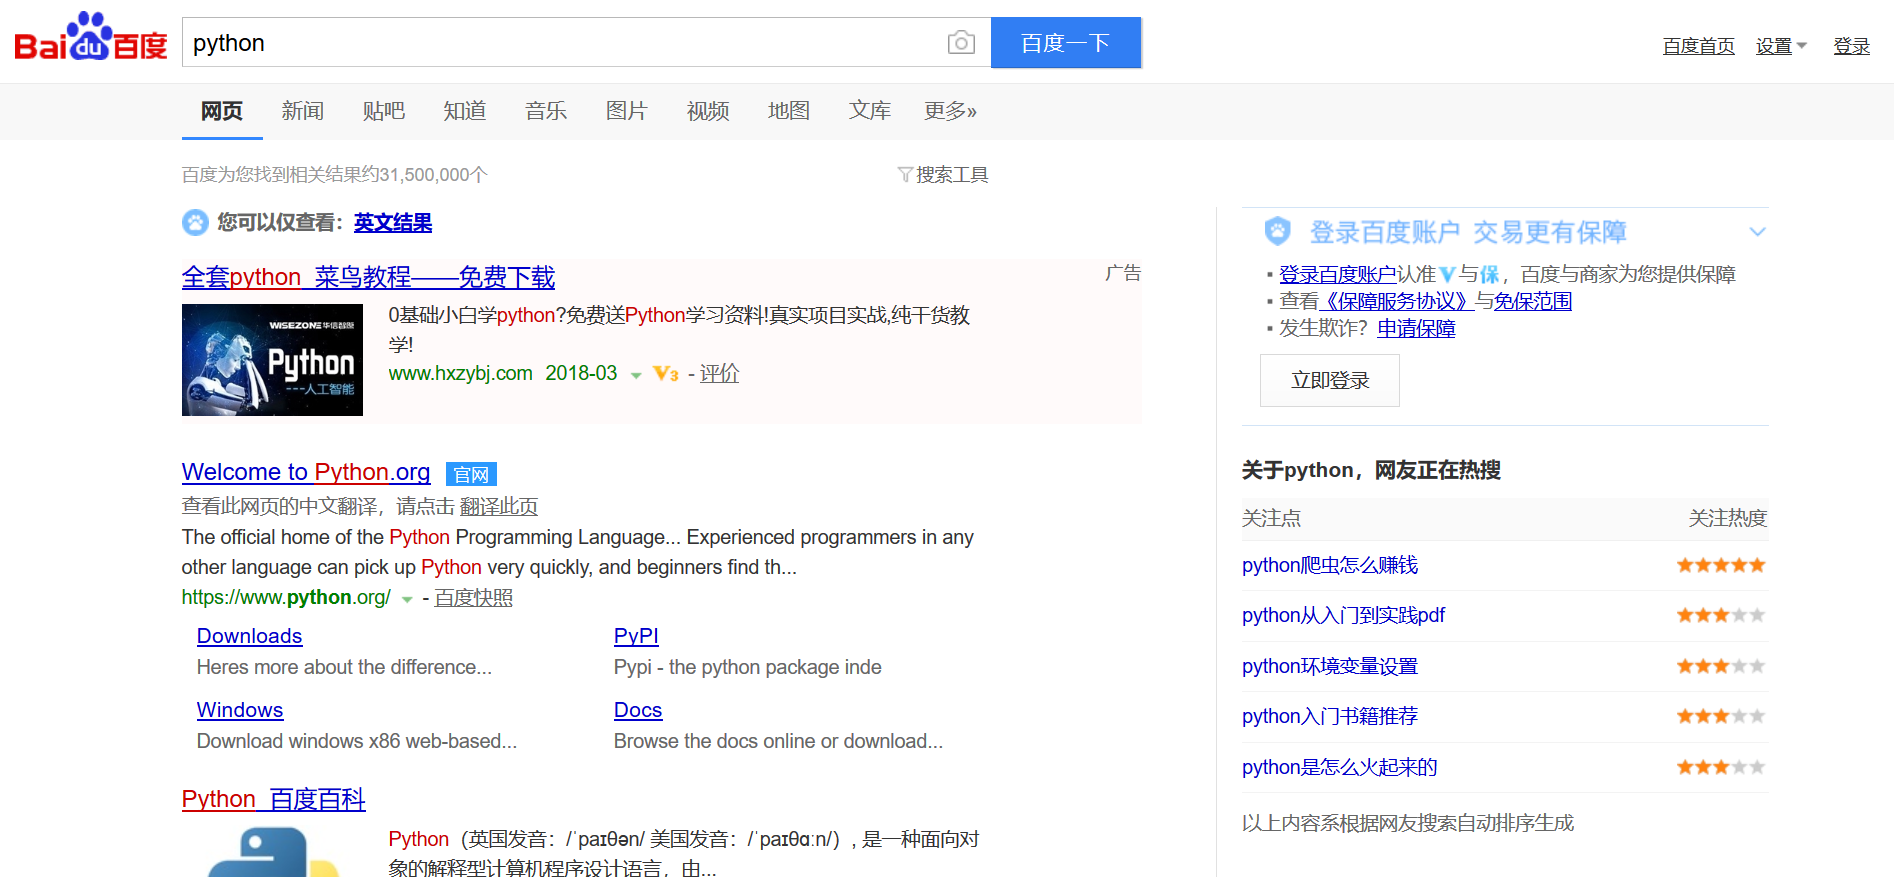 Bai du 百度
python
百度一下
百度首页 设置 登录
网页 新闻 贴吧 知道 音乐 图片 视频 地图 文库 更多»
百度为您找到相关结果约31,500,000个
搜索工具
您可以仅查看：英文结果
全套python 菜鸟教程——免费下载
广告
WISEZONE 华信智原
Python
---人工智能
0基础小白学python?免费送Python学习资料!真实项目实战,纯干货教
学!
www.hxzybj.com 2018-03 V3 - 评价
Welcome to Python.org 官网
查看此网页的中文翻译，请点击 翻译此页
The official home of the Python Programming Language... Experienced programmers in any
other language can pick up Python very quickly, and beginners find th...
https://www.python.org/ - 百度快照
Downloads
Heres more about the difference...
PyPI
Pypi - the python package inde
Windows
Download windows x86 web-based...
Docs
Browse the docs online or download...
Python 百度百科
Python（英国发音：/ˈpaɪθən/ 美国发音：/ˈpaɪθɑːn/）, 是一种面向对
象的解释型计算机程序设计语言，由...
登录百度账户 交易更有保障
▪ 登录百度账户认准V与保，百度与商家为您提供保障
▪ 查看《保障服务协议》与免保范围
▪ 发生欺诈？申请保障
立即登录
关于python，网友正在热搜
关注点 关注热度
python爬虫怎么赚钱
python从入门到实践pdf
python环境变量设置
python入门书籍推荐
python是怎么火起来的
以上内容系根据网友搜索自动排序生成